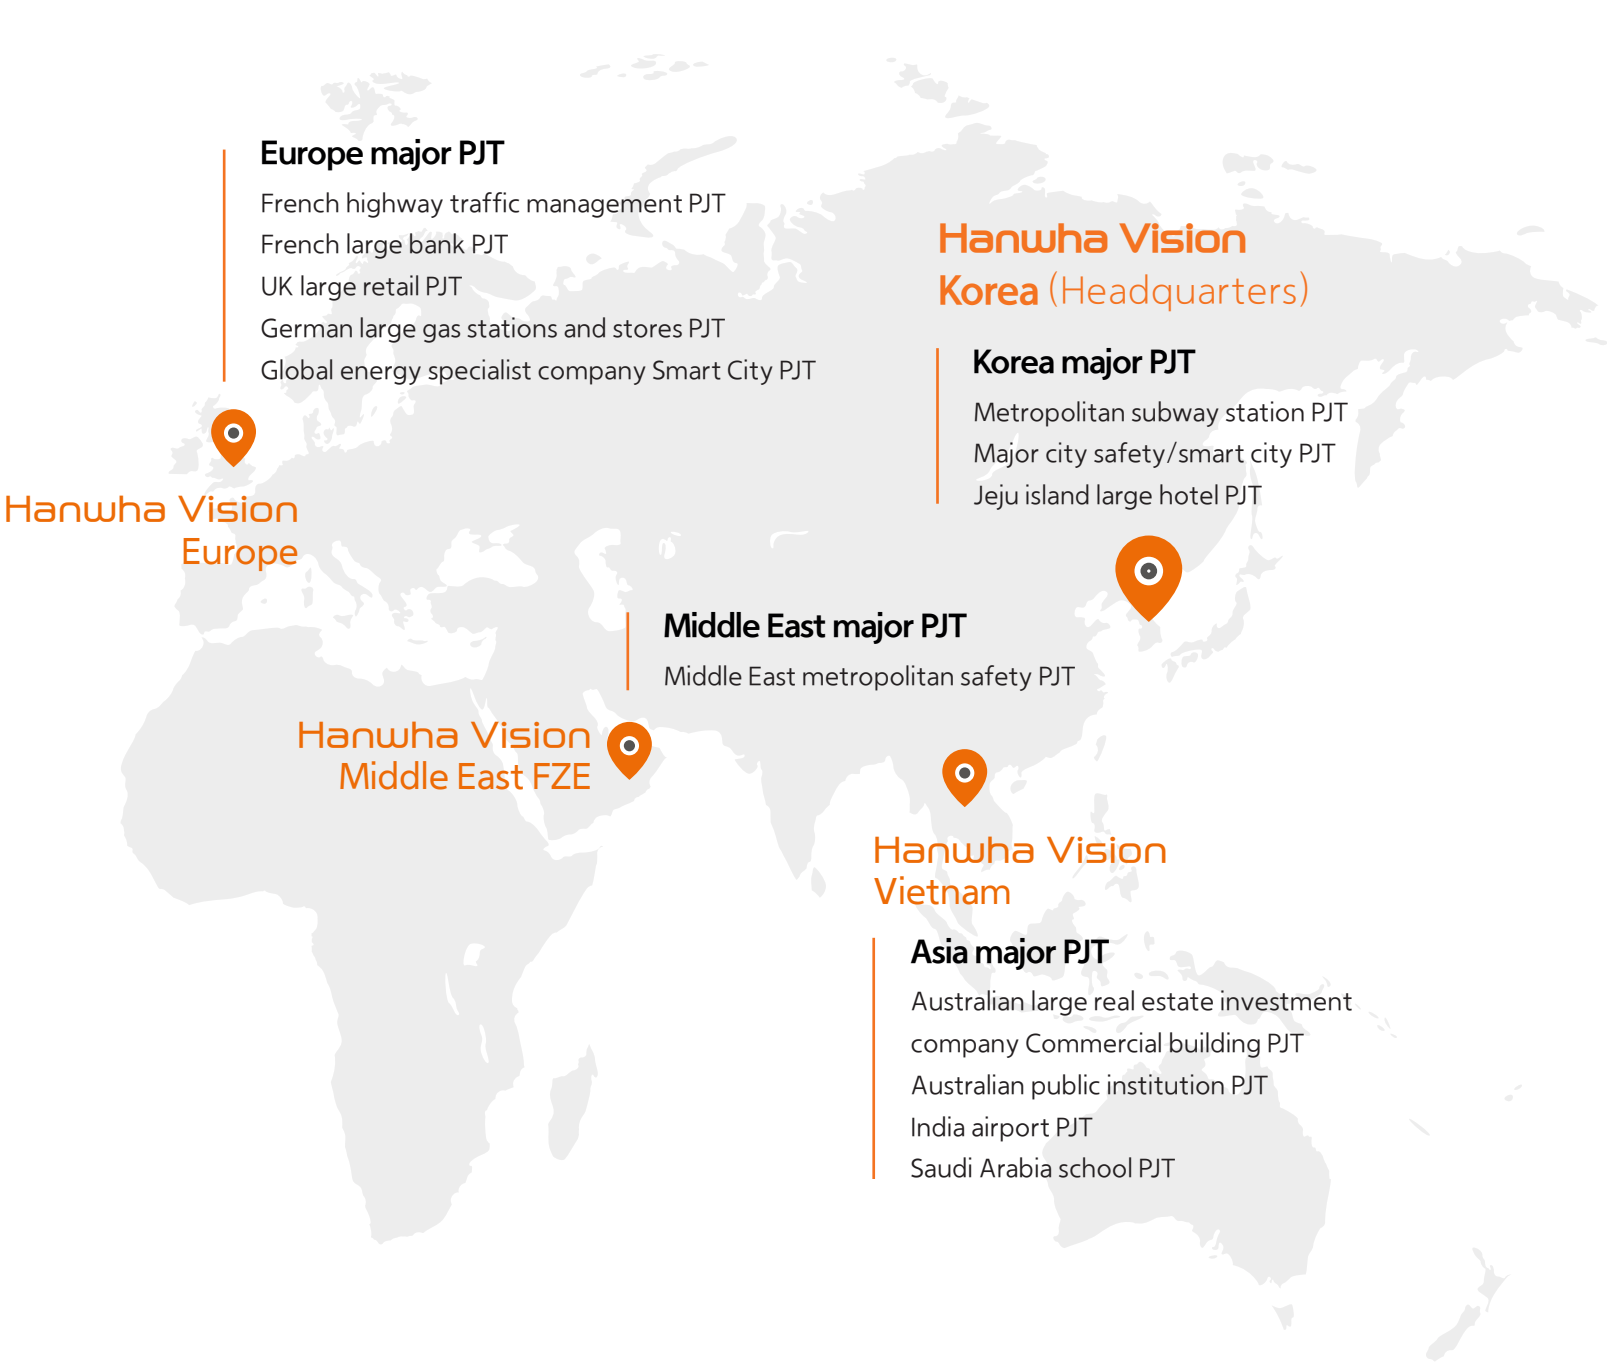 Europe major PJT
French highway traffic management PJT
French large bank PJT
UK large retail PJT
German large gas stations and stores PJT
Global energy specialist company Smart City PJT
Hanwha Vision
Europe
Hanwha Vision
Korea (Headquarters)
Korea major PJT
Metropolitan subway station PJT
Major city safety/smart city PJT
Jeju island large hotel PJT
Middle East major PJT
Middle East metropolitan safety PJT
Hanwha Vision
Middle East FZE
Hanwha Vision
Vietnam
Asia major PJT
Australian large real estate investment
company Commercial building PJT
Australian public institution PJT
India airport PJT
Saudi Arabia school PJT